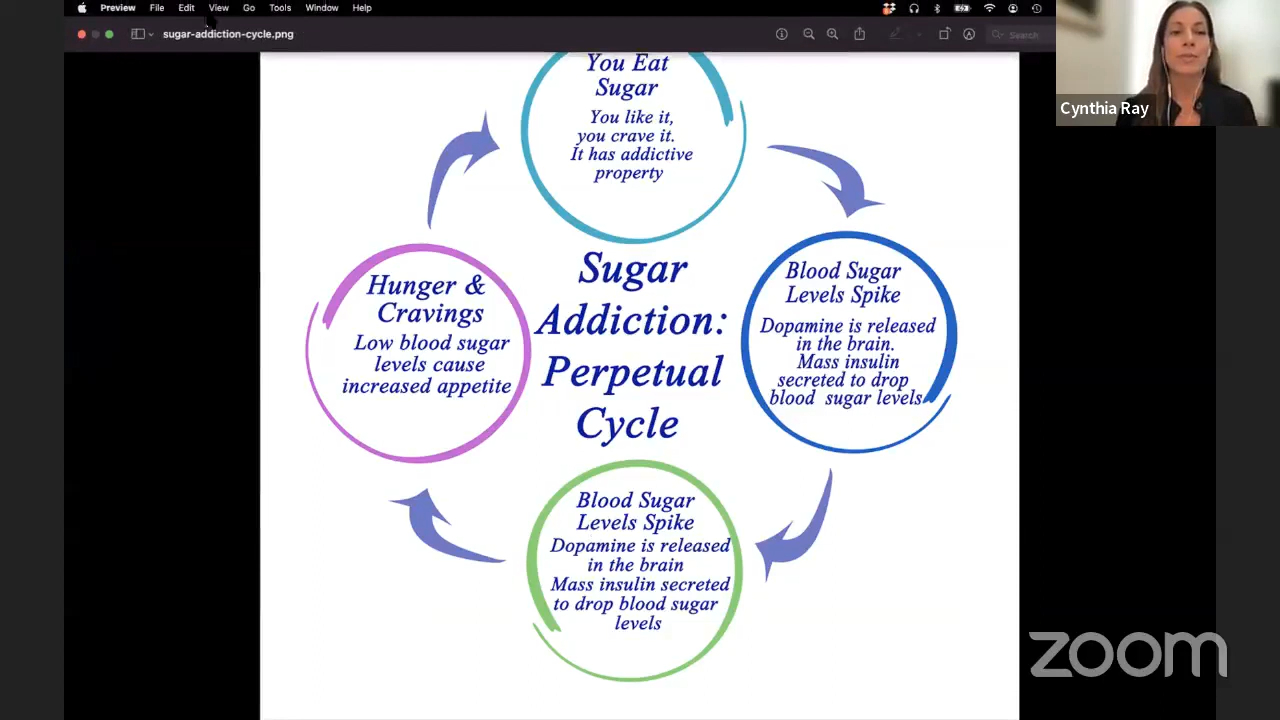 Preview File Edit View Go Tools Window Help
sugar-addiction-cycle.png
Search
Cynthia Ray
You Eat
Sugar
You like it,
you crave it.
It has addictive
property
Blood Sugar
Levels Spike
Dopamine is released
in the brain.
Mass insulin
secreted to drop
blood sugar levels
Sugar
Addiction:
Perpetual
Cycle
Hunger &
Cravings
Low blood sugar
levels cause
increased appetite
Blood Sugar
Levels Spike
Dopamine is released
in the brain
Mass insulin secreted
to drop blood sugar
levels
zoom